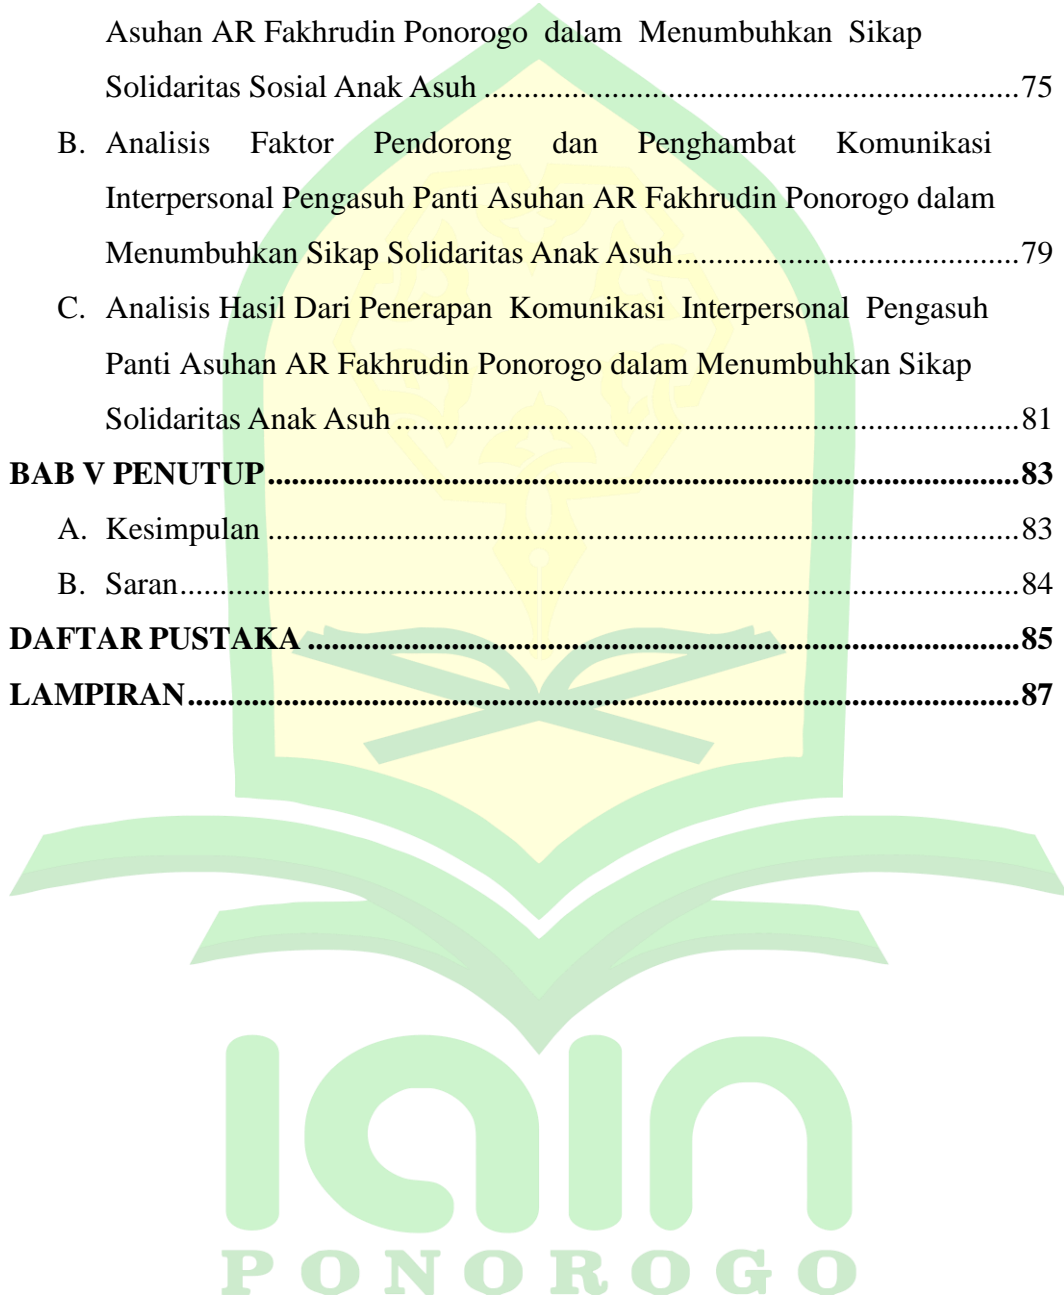 Asuhan AR Fakhrudin Ponorogo dalam Menumbuhkan Sikap
Solidaritas Sosial Anak Asuh ....................................................................75
B. Analisis Faktor Pendorong dan Penghambat Komunikasi
Interpersonal Pengasuh Panti Asuhan AR Fakhrudin Ponorogo dalam
Menumbuhkan Sikap Solidaritas Anak Asuh...........................................79
C. Analisis Hasil Dari Penerapan Komunikasi Interpersonal Pengasuh
Panti Asuhan AR Fakhrudin Ponorogo dalam Menumbuhkan Sikap
Solidaritas Anak Asuh ...............................................................................81
BAB V PENUTUP ..............................................................................................83
A. Kesimpulan ................................................................................................83
B. Saran..........................................................................................................84
DAFTAR PUSTAKA .........................................................................................85
LAMPIRAN........................................................................................................87
IAIN
PONOROGO